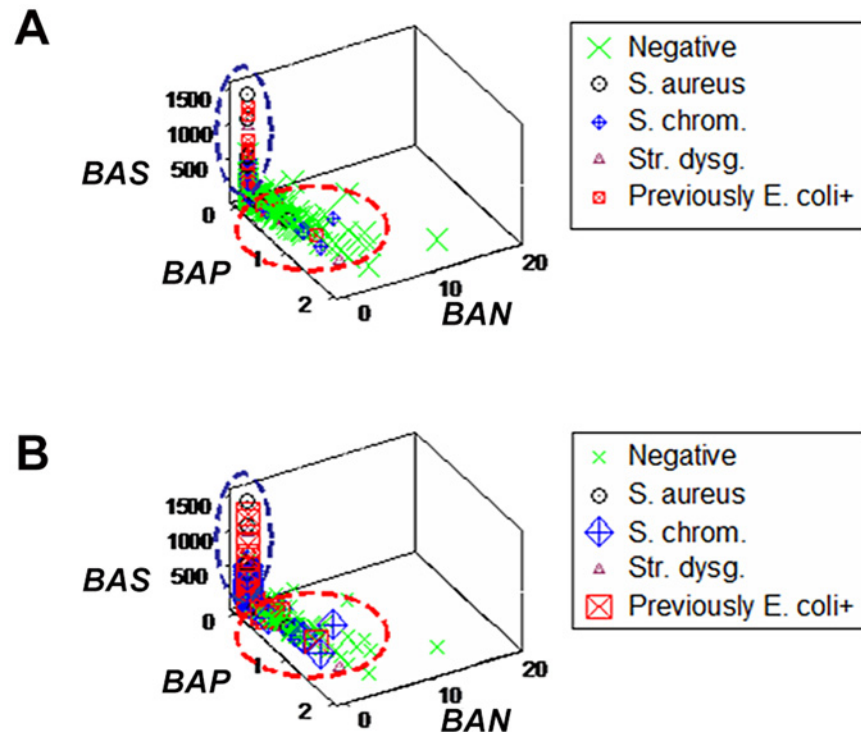 A
1500
1000
BAS
500
0
BAP
1
2
0
10
BAN
20
Negative
S. aureus
S. chrom.
Str. dysg.
Previously E. coli+
B
1500
1000
BAS
500
0
BAP
1
2
0
10
BAN
20
Negative
S. aureus
S. chrom.
Str. dysg.
Previously E. coli+